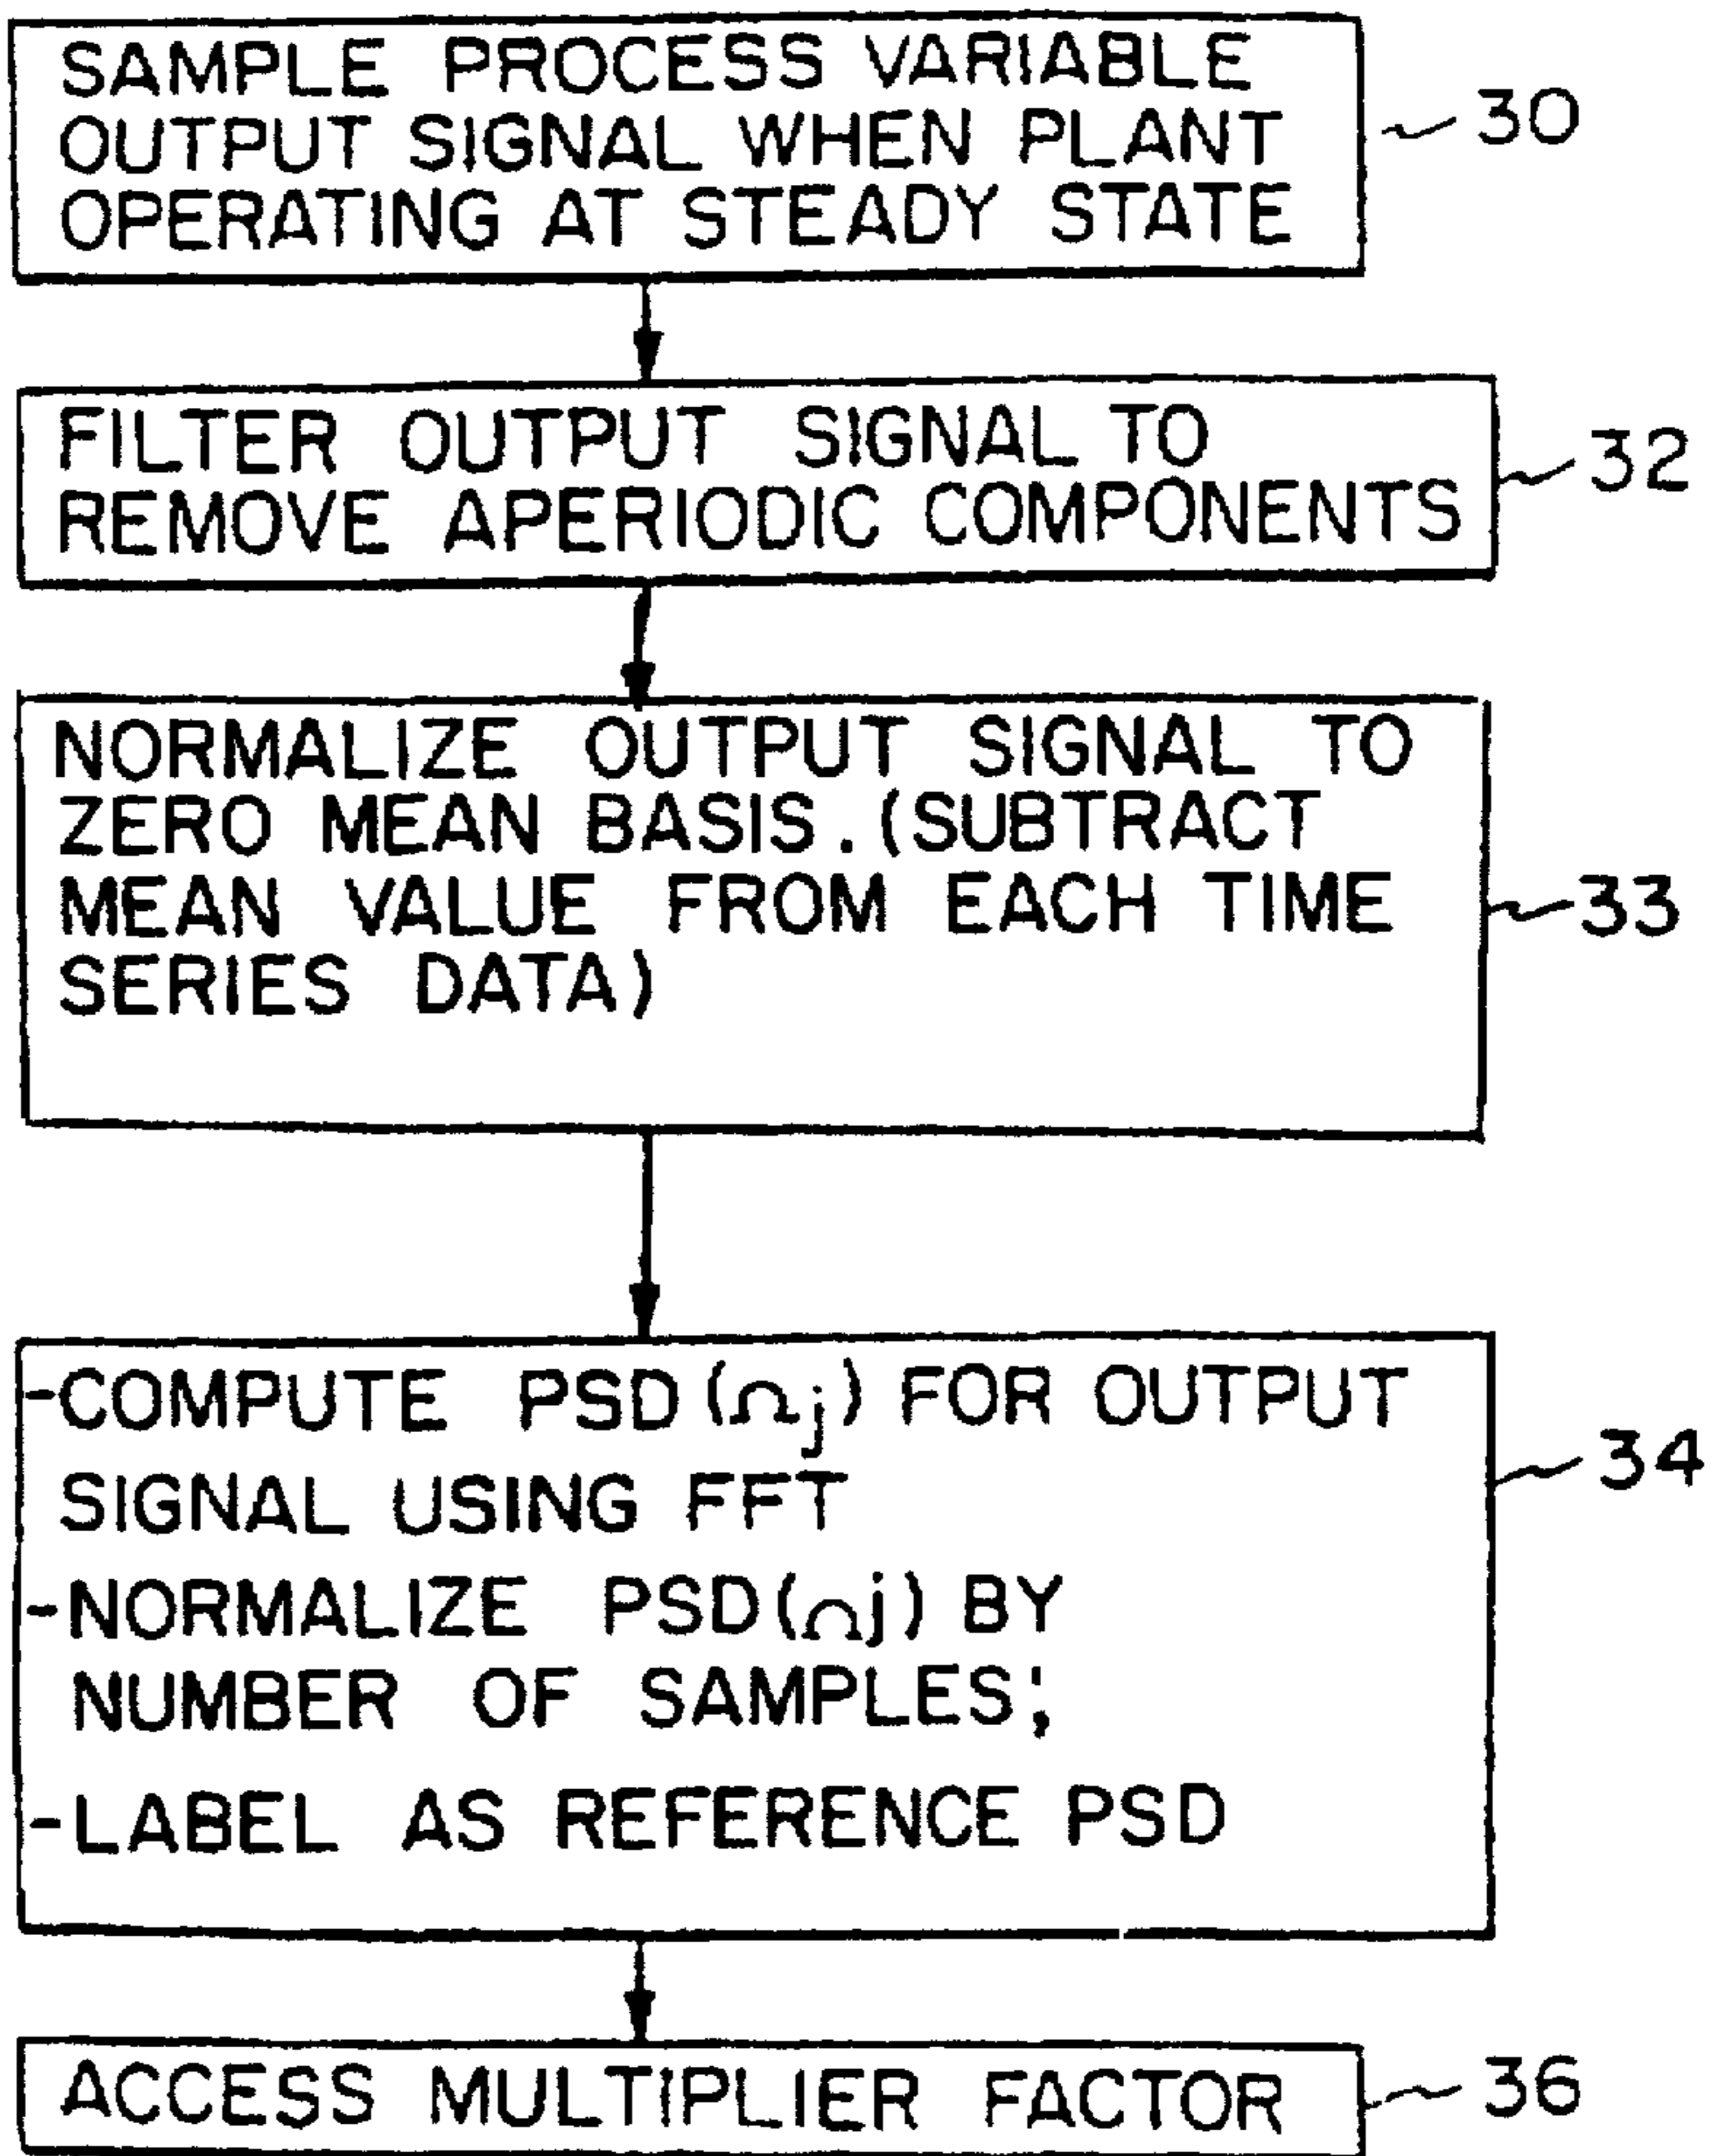 SAMPLE PROCESS VARIABLE
OUTPUT SIGNAL WHEN PLANT
OPERATING AT STEADY STATE
30
FILTER OUTPUT SIGNAL TO
REMOVE APERIODIC COMPONENTS
32
NORMALIZE OUTPUT SIGNAL TO
ZERO MEAN BASIS. (SUBTRACT
MEAN VALUE FROM EACH TIME
SERIES DATA)
33
-COMPUTE PSD(Ωj) FOR OUTPUT
SIGNAL USING FFT
-NORMALIZE PSD(Ωj) BY
NUMBER OF SAMPLES;
-LABEL AS REFERENCE PSD
34
ACCESS MULTIPLIER FACTOR
36